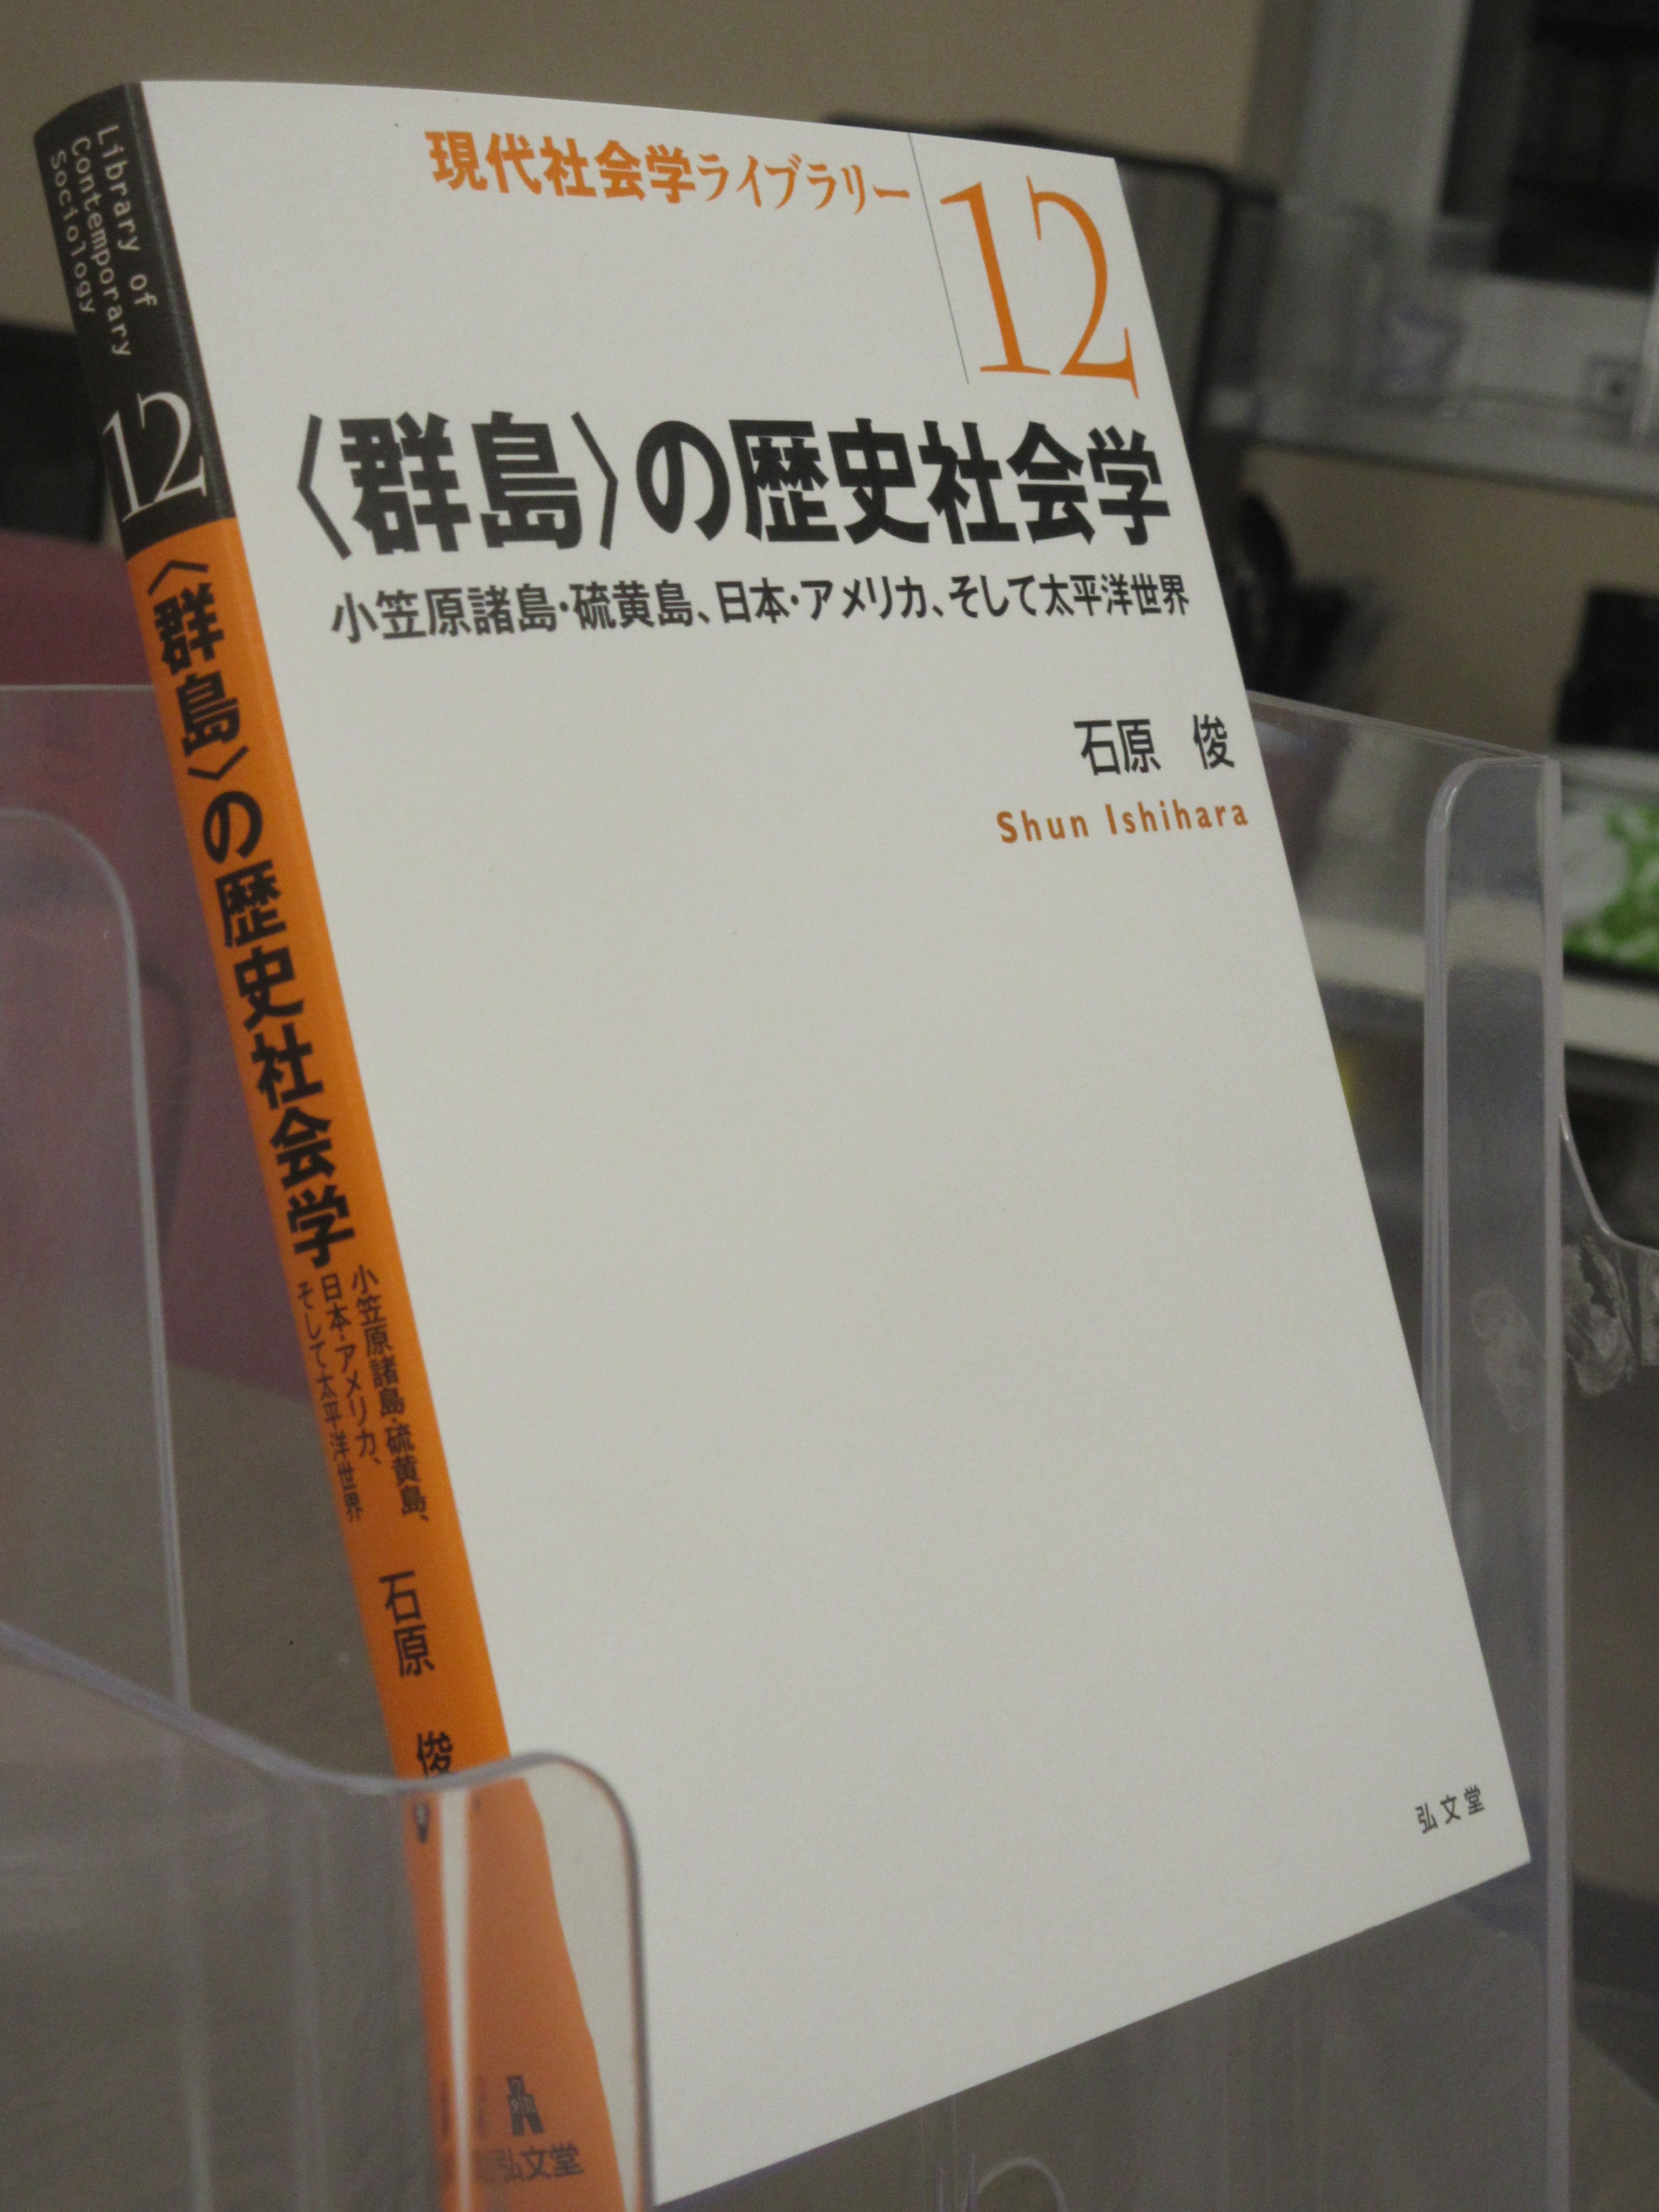 現代社会学ライブラリー
12
〈群島〉の歴史社会学
小笠原諸島・硫黄島、日本・アメリカ、そして太平洋世界
石原 俊
Shun Ishihara
弘文堂
Library of
Contemporary
Sociology
12
〈群島〉の歴史社会学
小笠原諸島・硫黄島、
日本・アメリカ、
そして太平洋世界
石原 俊
弘文堂